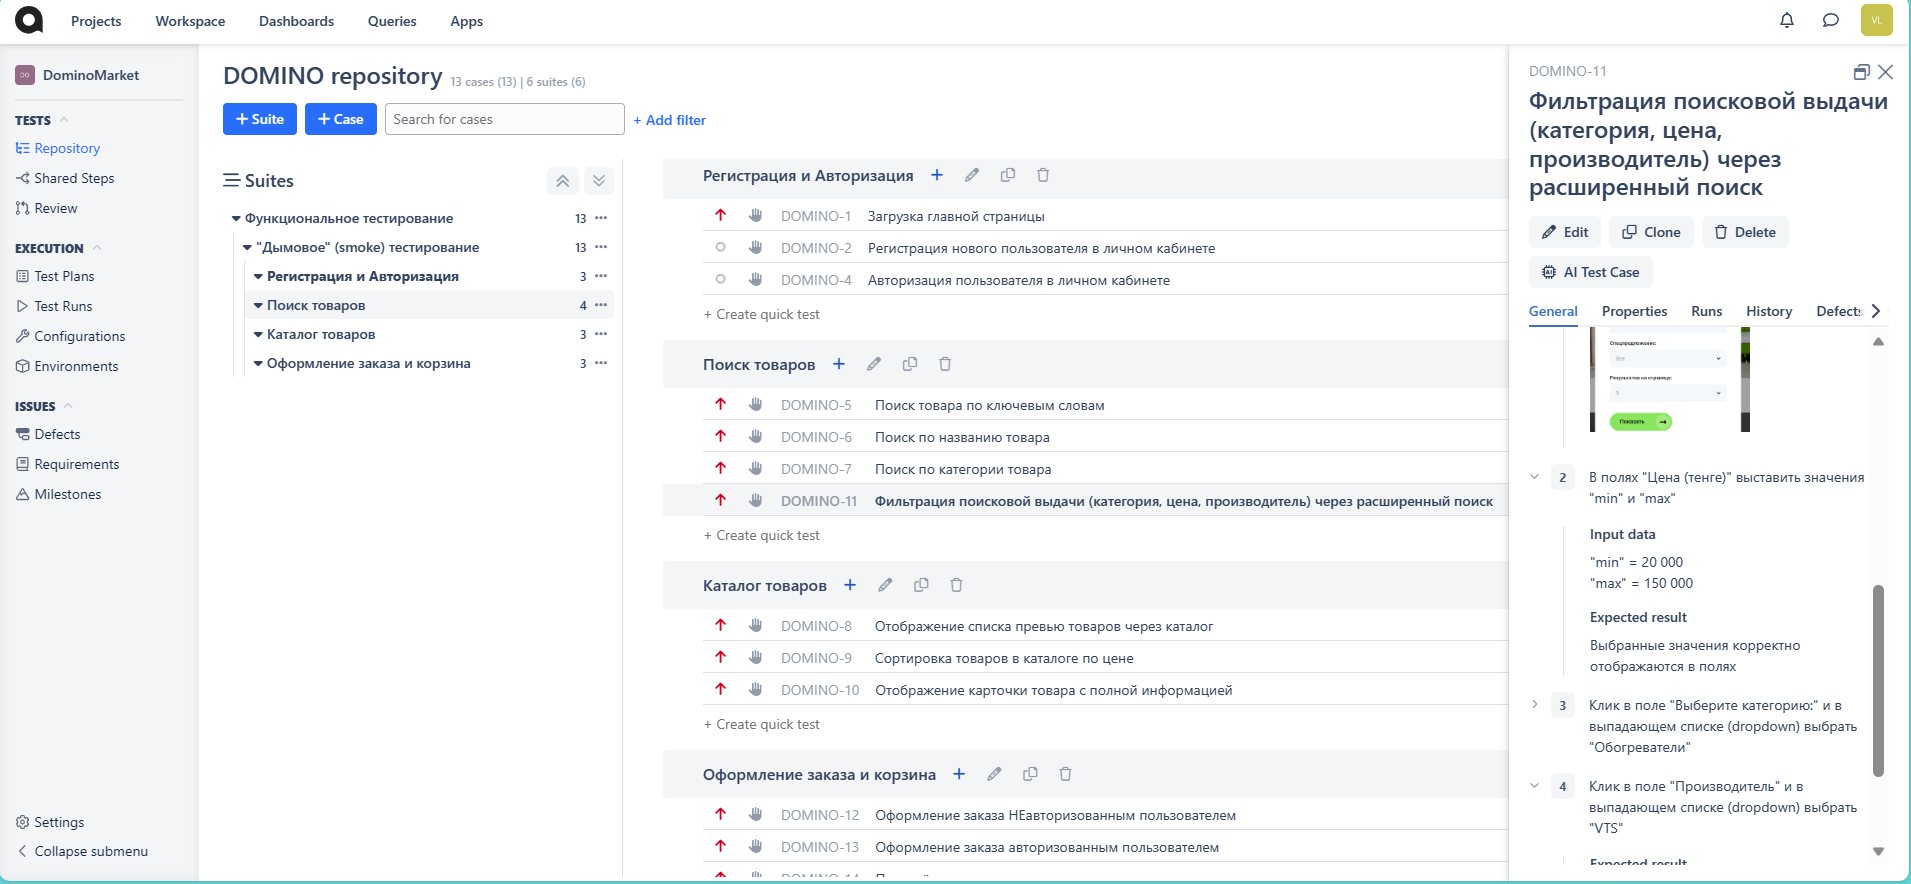 Projects
Workspace
Dashboards
Queries
Apps
VL
DominoMarket
TESTS
Repository
Shared Steps
Review
EXECUTION
Test Plans
Test Runs
Configurations
Environments
ISSUES
Defects
Requirements
Milestones
Settings
Collapse submenu
DOMINO repository 13 cases (13) | 6 suites (6)
+ Suite
+ Case
Search for cases
+ Add filter
Suites
Функциональное тестирование 13
"Дымовое" (smoke) тестирование 13
Регистрация и Авторизация 3
Поиск товаров 4
Каталог товаров 3
Оформление заказа и корзина 3
Регистрация и Авторизация
DOMINO-1 Загрузка главной страницы
DOMINO-2 Регистрация нового пользователя в личном кабинете
DOMINO-4 Авторизация пользователя в личном кабинете
+ Create quick test
Поиск товаров
DOMINO-5 Поиск товара по ключевым словам
DOMINO-6 Поиск по названию товара
DOMINO-7 Поиск по категории товара
DOMINO-11 Фильтрация поисковой выдачи (категория, цена, производитель) через расширенный поиск
+ Create quick test
Каталог товаров
DOMINO-8 Отображение списка превью товаров через каталог
DOMINO-9 Сортировка товаров в каталоге по цене
DOMINO-10 Отображение карточки товара с полной информацией
+ Create quick test
Оформление заказа и корзина
DOMINO-12 Оформление заказа НЕавторизованным пользователем
DOMINO-13 Оформление заказа авторизованным пользователем
DOMINO-11
Фильтрация поисковой выдачи
(категория, цена,
производитель) через
расширенный поиск
Edit
Clone
Delete
AI Test Case
General
Properties
Runs
History
Defects
Спецпредложение:
Результатов на странице:
Показать
2 В полях "Цена (тенге)" выставить значения
"min" и "max"
Input data
"min" = 20 000
"max" = 150 000
Expected result
Выбранные значения корректно
отображаются в полях
3 Клик в поле "Выберите категорию:" и в
выпадающем списке (dropdown) выбрать
"Обогреватели"
4 Клик в поле "Производитель" и в
выпадающем списке (dropdown) выбрать
"VTS"
Expected result